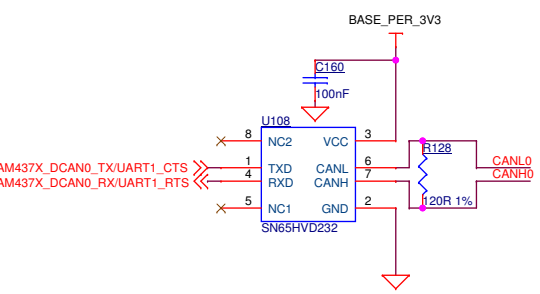 BASE_PER_3V3
C160
100nF
U108
8 NC2 VCC 3
R128
AM437X_DCAN0_TX/UART1_CTS 1 TXD CANL 6 CANL0
AM437X_DCAN0_RX/UART1_RTS 4 RXD CANH 7 CANH0
5 NC1 GND 2 120R 1%
SN65HVD232